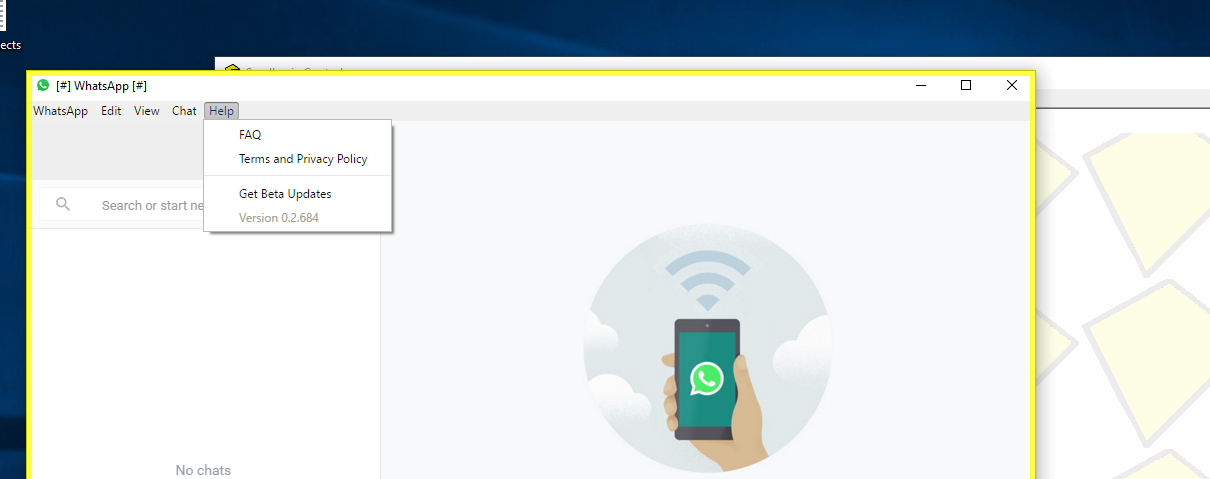 ects
[#] WhatsApp [#]
WhatsApp Edit View Chat Help
FAQ
Terms and Privacy Policy
Get Beta Updates
Version 0.2.684
Search or start ne
No chats